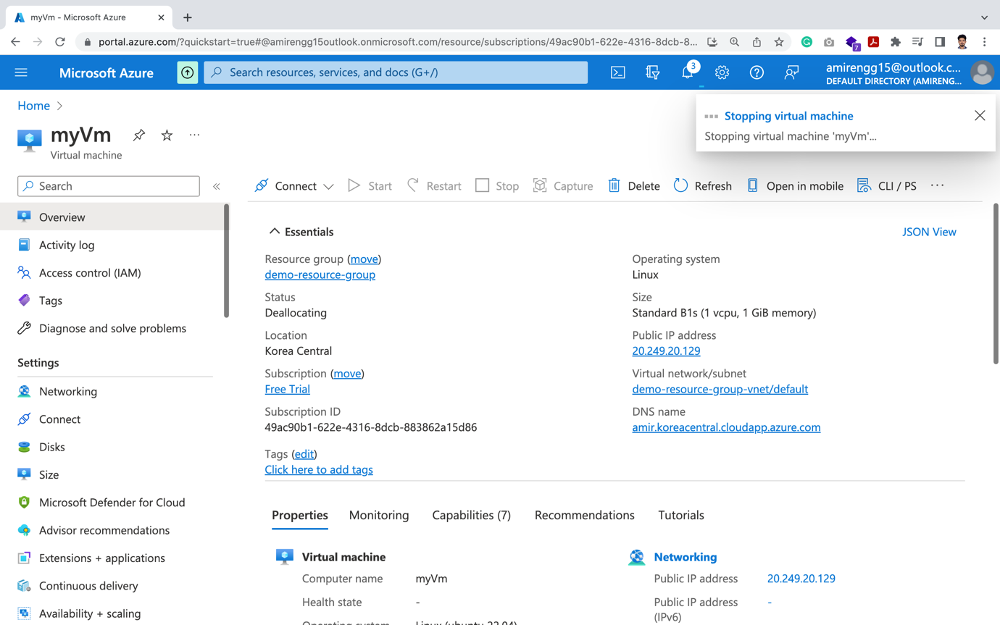 myVm - Microsoft Azure
portal.azure.com/?quickstart=true#@amirengg15outlook.onmicrosoft.com/resource/subscriptions/49ac90b1-622e-4316-8dcb-8...
7
Microsoft Azure
Search resources, services, and docs (G+/)
3
amirengg15@outlook.c...
DEFAULT DIRECTORY (AMIRENG...
Home
Stopping virtual machine
Stopping virtual machine 'myVm'...
myVm
Virtual machine
Search
Connect Start Restart Stop Capture Delete Refresh Open in mobile CLI / PS
Overview
Activity log
Access control (IAM)
Tags
Diagnose and solve problems
Settings
Networking
Connect
Disks
Size
Microsoft Defender for Cloud
Advisor recommendations
Extensions + applications
Continuous delivery
Availability + scaling
Essentials
JSON View
Resource group (move)
demo-resource-group
Status
Deallocating
Location
Korea Central
Subscription (move)
Free Trial
Subscription ID
49ac90b1-622e-4316-8dcb-883862a15d86
Tags (edit)
Click here to add tags
Operating system
Linux
Size
Standard B1s (1 vcpu, 1 GiB memory)
Public IP address
20.249.20.129
Virtual network/subnet
demo-resource-group-vnet/default
DNS name
amir.koreacentral.cloudapp.azure.com
Properties Monitoring Capabilities (7) Recommendations Tutorials
Virtual machine
Computer name myVm
Health state -
Operating system Linux (ubuntu 22.04)
Networking
Public IP address 20.249.20.129
Public IP address -
(IPv6)